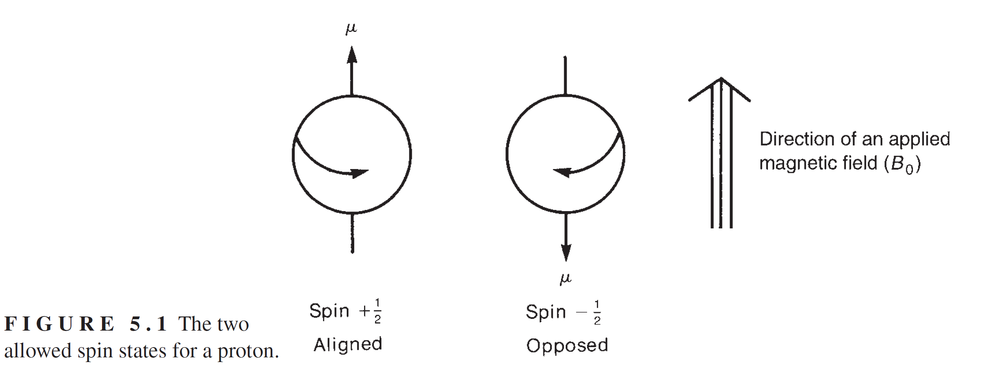 μ
Direction of an applied
magnetic field (B₀)
μ
Spin +½
Spin −½
Aligned
Opposed
FIGURE 5.1 The two
allowed spin states for a proton.